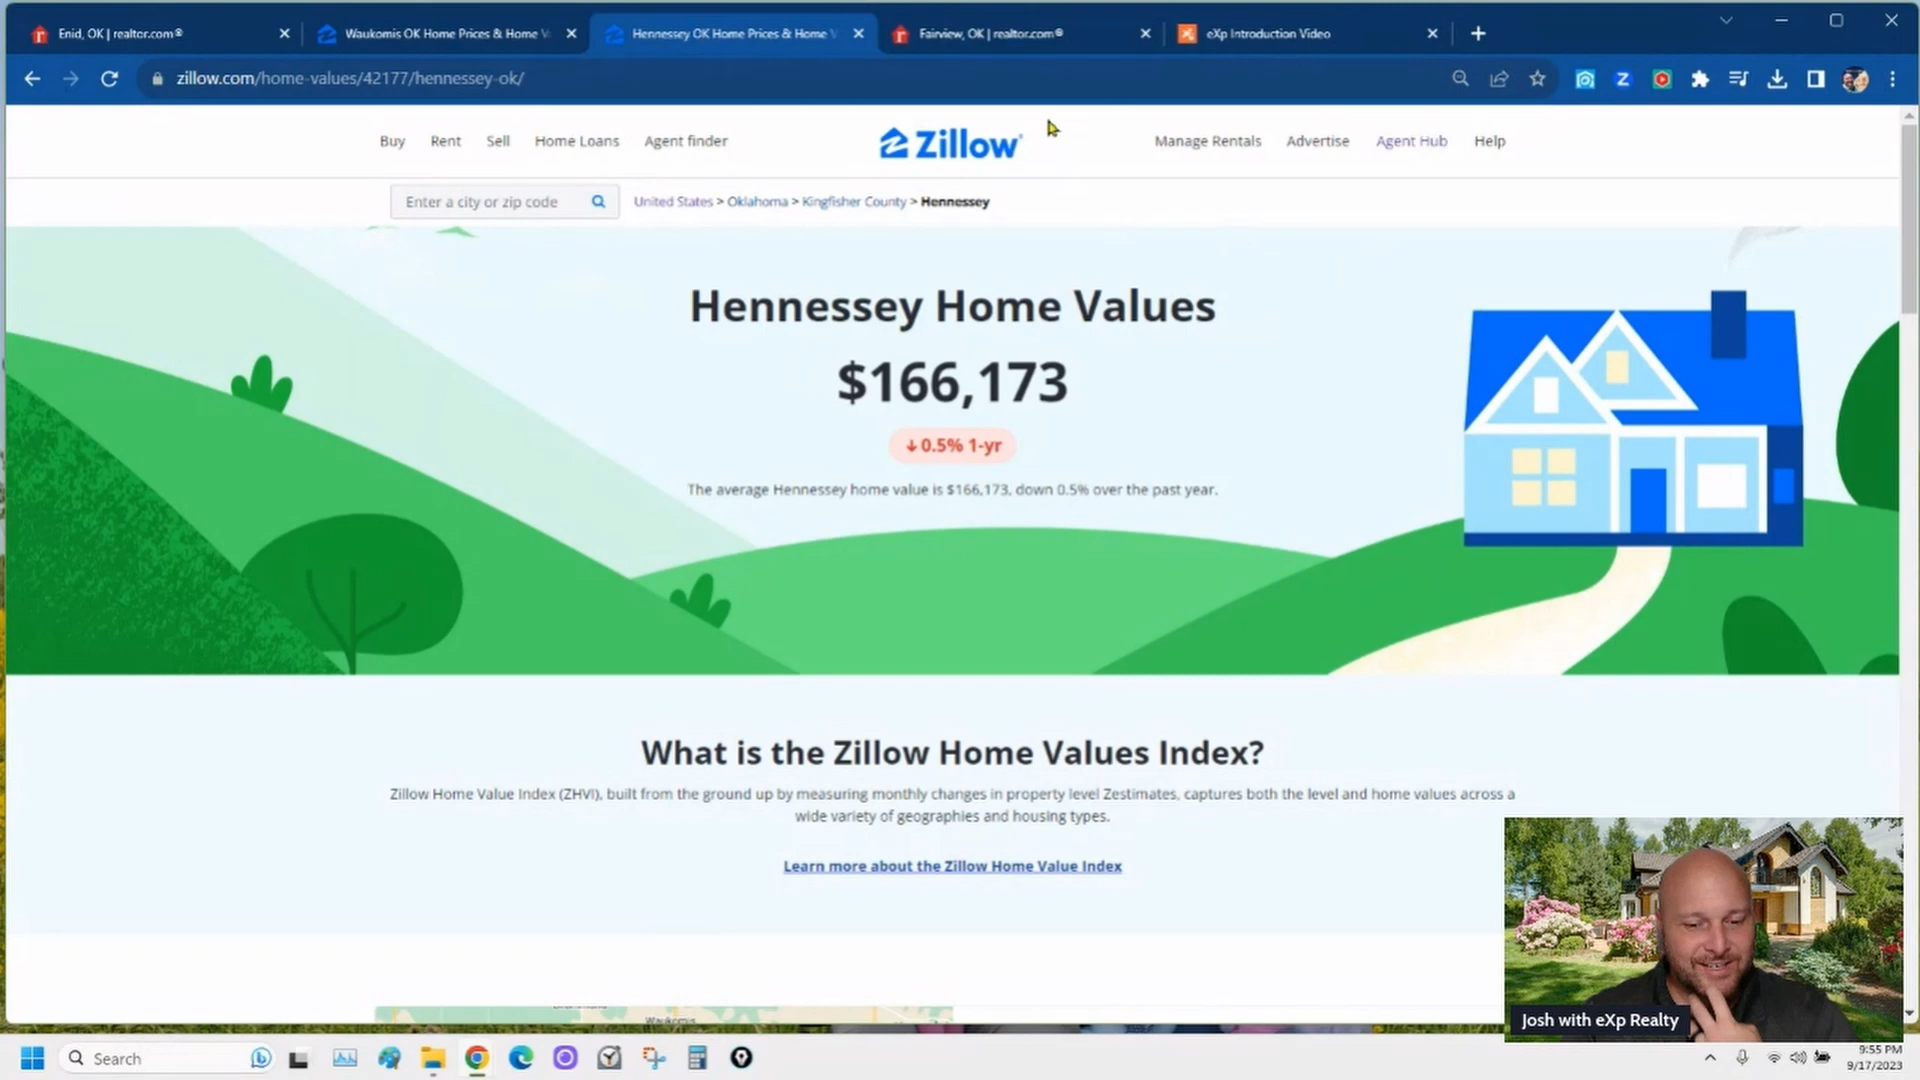 Enid, OK | realtor.com®
Waukomis OK Home Prices & Home V
Hennessey OK Home Prices & Home V
Fairview, OK | realtor.com®
eXp Introduction Video
zillow.com/home-values/42177/hennessey-ok/
Buy Rent Sell Home Loans Agent finder
Zillow
Manage Rentals Advertise Agent Hub Help
Enter a city or zip code
United States > Oklahoma > Kingfisher County > Hennessey
Hennessey Home Values
$166,173
↓ 0.5% 1-yr
The average Hennessey home value is $166,173, down 0.5% over the past year.
What is the Zillow Home Values Index?
Zillow Home Value Index (ZHVI), built from the ground up by measuring monthly changes in property level Zestimates, captures both the level and home values across a
wide variety of geographies and housing types.
Learn more about the Zillow Home Value Index
Waukomis
Josh with eXp Realty
Search
9:55 PM
9/17/2023